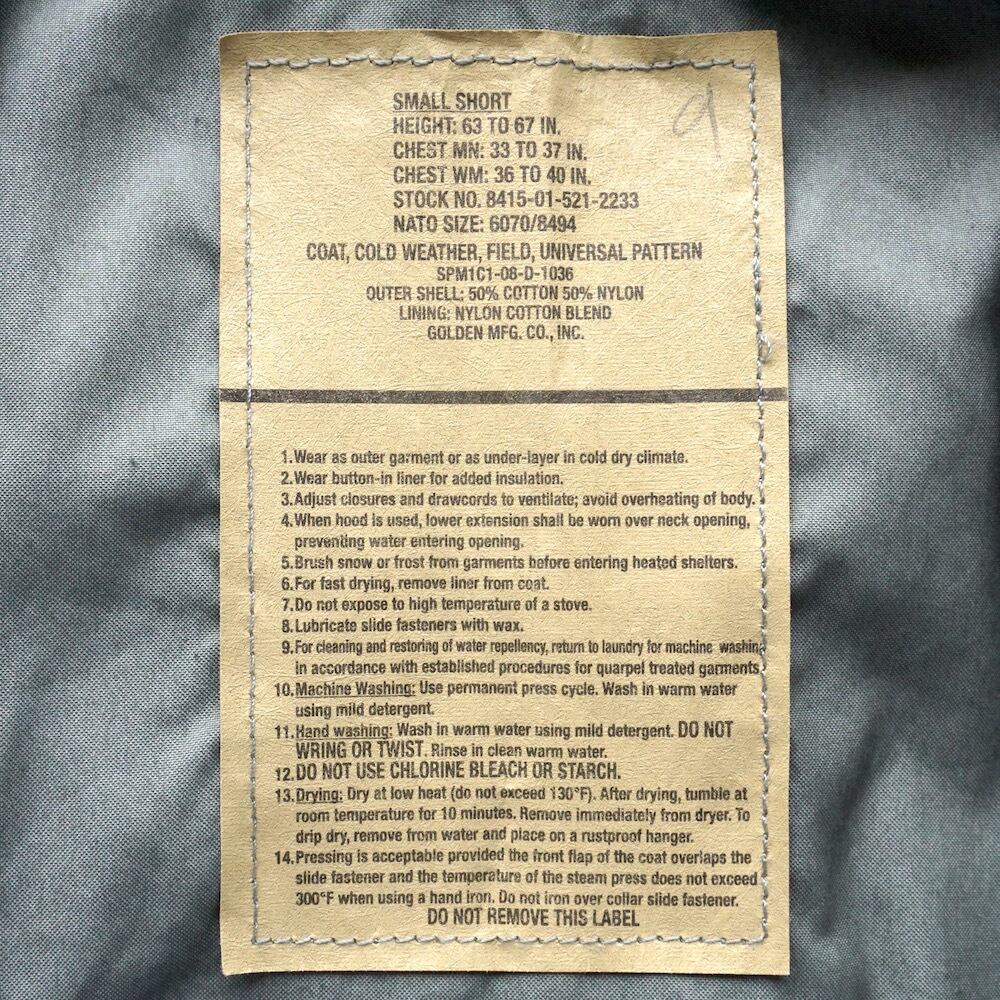 9
SMALL SHORT
HEIGHT: 63 TO 67 IN.
CHEST MN: 33 TO 37 IN.
CHEST WM: 36 TO 40 IN.
STOCK NO. 8415-01-521-2233
NATO SIZE: 6070/8494
COAT, COLD WEATHER, FIELD, UNIVERSAL PATTERN
SPM1C1-08-D-1036
OUTER SHELL: 50% COTTON 50% NYLON
LINING: NYLON COTTON BLEND
GOLDEN MFG. CO., INC.
1. Wear as outer garment or as under-layer in cold dry climate.
2. Wear button-in liner for added insulation.
3. Adjust closures and drawcords to ventilate; avoid overheating of body.
4. When hood is used, lower extension shall be worn over neck opening,
preventing water entering opening.
5. Brush snow or frost from garments before entering heated shelters.
6. For fast drying, remove liner from coat.
7. Do not expose to high temperature of a stove.
8. Lubricate slide fasteners with wax.
9. For cleaning and restoring of water repellency, return to laundry for machine washing
in accordance with established procedures for quarpel treated garments
10. Machine Washing: Use permanent press cycle. Wash in warm water
using mild detergent.
11. Hand washing: Wash in warm water using mild detergent. DO NOT
WRING OR TWIST. Rinse in clean warm water.
12. DO NOT USE CHLORINE BLEACH OR STARCH.
13. Drying: Dry at low heat (do not exceed 130°F). After drying, tumble at
room temperature for 10 minutes. Remove immediately from dryer. To
drip dry, remove from water and place on a rustproof hanger.
14. Pressing is acceptable provided the front flap of the coat overlaps the
slide fastener and the temperature of the steam press does not exceed
300°F when using a hand iron. Do not iron over collar slide fastener.
DO NOT REMOVE THIS LABEL